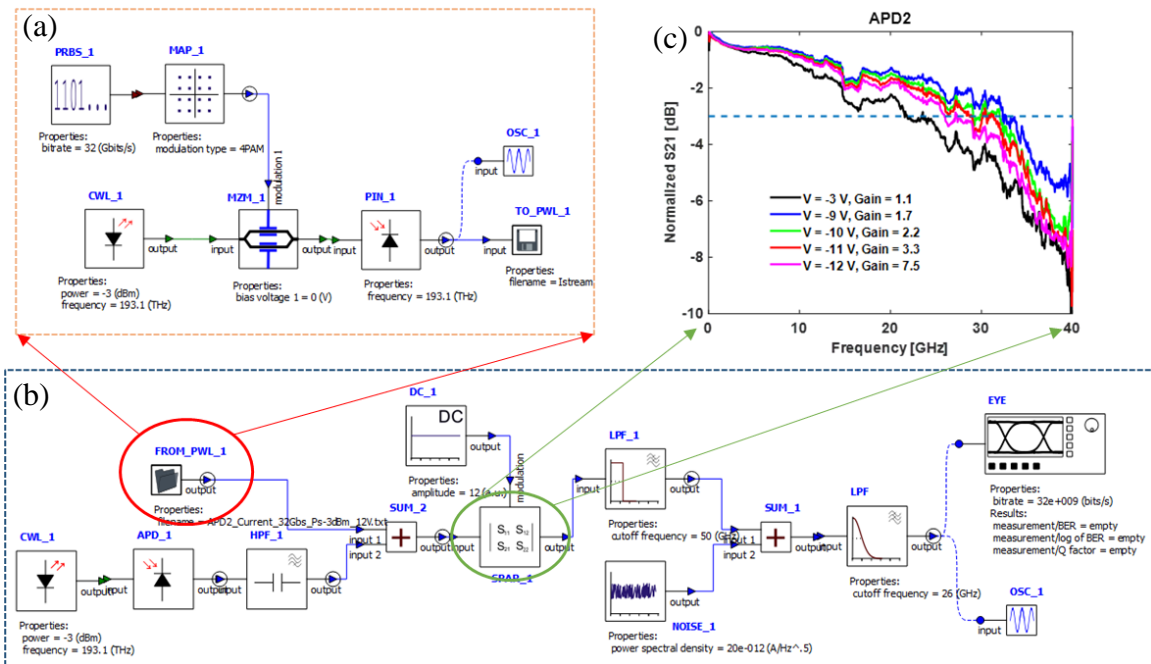 (a)
PRBS_1
MAP_1
Properties:
bitrate = 32 (Gbits/s)
Properties:
modulation type = 4PAM
modulation 1
OSC_1
input
CWL_1
output
Properties:
power = -3 (dBm)
frequency = 193.1 (THz)
MZM_1
input
output
Properties:
bias voltage 1 = 0 (V)
PIN_1
input
output
Properties:
frequency = 193.1 (THz)
TO_PWL_1
input
Properties:
filename = Istream
(c)
APD2
Normalized S21 [dB]
0
-2
-4
-6
-8
-10
V = -3 V, Gain = 1.1
V = -9 V, Gain = 1.7
V = -10 V, Gain = 2.2
V = -11 V, Gain = 3.3
V = -12 V, Gain = 7.5
0
10
20
30
40
Frequency [GHz]
(b)
FROM_PWL_1
output
Properties:
filename = APD2_Current_32Gbs_Ps-3dBm_12V.txt
CWL_1
output
Properties:
power = -3 (dBm)
frequency = 193.1 (THz)
APD_1
input
output
HPF_1
input
output
SUM_2
input 1
input 2
output
DC_1
DC
output
Properties:
amplitude = 12 (a.u.)
modulation
input
S11 S12
S21 S22
output
SPAR_1
LPF_1
input
output
Properties:
cutoff frequency = 50 (GHz)
NOISE_1
output
Properties:
power spectral density = 20e-012 (A/Hz^.5)
SUM_1
input 1
input 2
output
LPF
input
output
Properties:
cutoff frequency = 26 (GHz)
EYE
input
Properties:
bitrate = 32e+009 (bits/s)
Results:
measurement/BER = empty
measurement/log of BER = empty
measurement/Q factor = empty
OSC_1
input